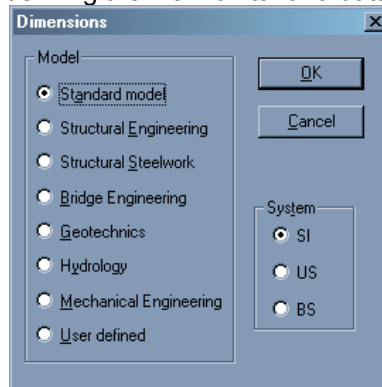 Dimensions
Model
Standard model
Structural Engineering
Structural Steelwork
Bridge Engineering
Geotechnics
Hydrology
Mechanical Engineering
User defined
OK
Cancel
System
SI
US
BS